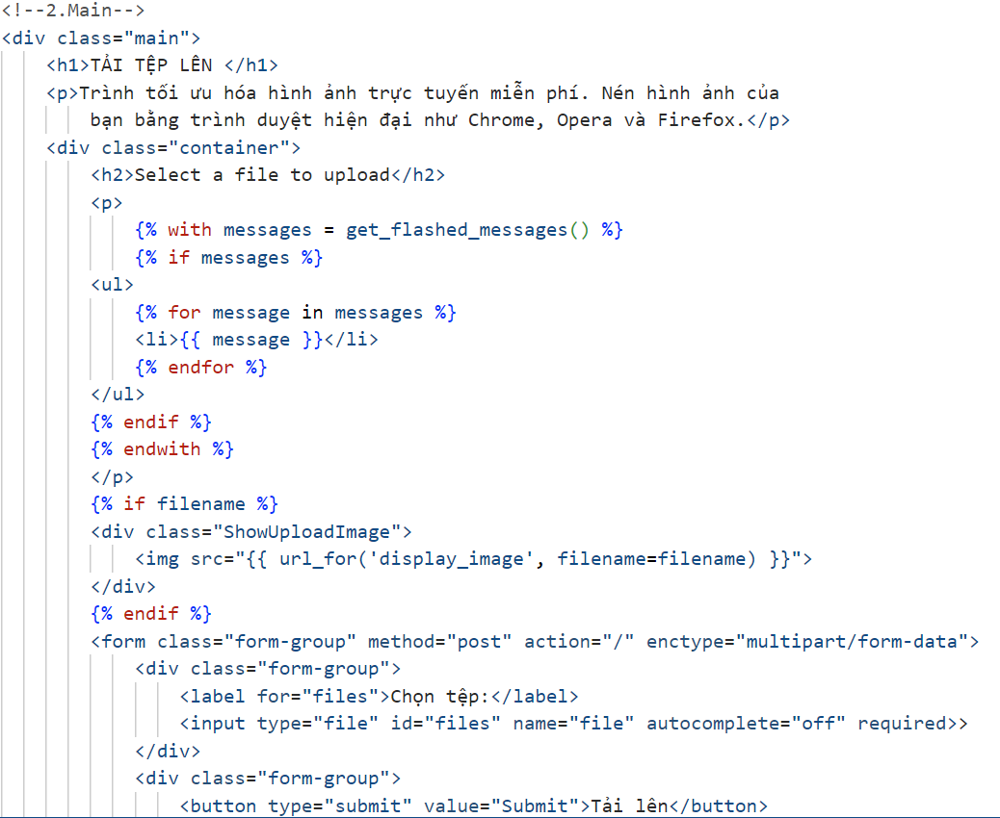 <!--2.Main-->
<div class="main">
<h1>TẢI TỆP LÊN </h1>
<p>Trình tối ưu hóa hình ảnh trực tuyến miễn phí. Nén hình ảnh của
bạn bằng trình duyệt hiện đại như Chrome, Opera và Firefox.</p>
<div class="container">
<h2>Select a file to upload</h2>
<p>
{% with messages = get_flashed_messages() %}
{% if messages %}
<ul>
{% for message in messages %}
<li>{{ message }}</li>
{% endfor %}
</ul>
{% endif %}
{% endwith %}
</p>
{% if filename %}
<div class="ShowUploadImage">
<img src="{{ url_for('display_image', filename=filename) }}">
</div>
{% endif %}
<form class="form-group" method="post" action="/" enctype="multipart/form-data">
<div class="form-group">
<label for="files">Chọn tệp:</label>
<input type="file" id="files" name="file" autocomplete="off" required>>
</div>
<div class="form-group">
<button type="submit" value="Submit">Tải lên</button>